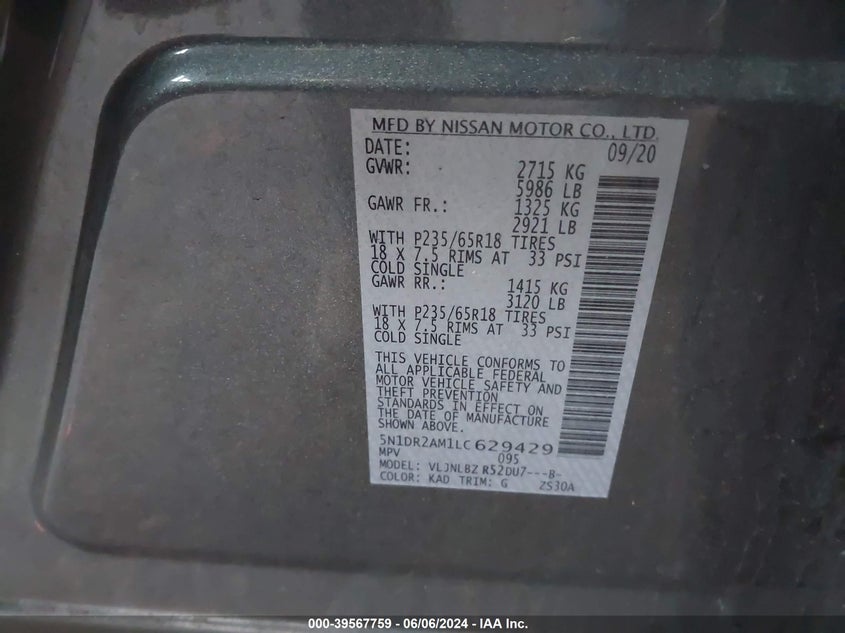 MFD BY NISSAN MOTOR CO., LTD.
DATE: 09/20
GVWR: 2715 KG
5986 LB
GAWR FR.: 1325 KG
2921 LB
WITH P235/65R18 TIRES
18 X 7.5 RIMS AT 33 PSI
COLD SINGLE
GAWR RR.: 1415 KG
3120 LB
WITH P235/65R18 TIRES
18 X 7.5 RIMS AT 33 PSI
COLD SINGLE
THIS VEHICLE CONFORMS TO
ALL APPLICABLE FEDERAL
MOTOR VEHICLE SAFETY AND
THEFT PREVENTION
STANDARDS IN EFFECT ON
THE DATE OF MANUFACTURE
SHOWN ABOVE.
5N1DR2AM1LC629429
MPV 095
MODEL: VLJNLBZ R52DU7---B-
COLOR: KAD TRIM: G ZS30A
000-39567759 - 06/06/2024 - IAA Inc.